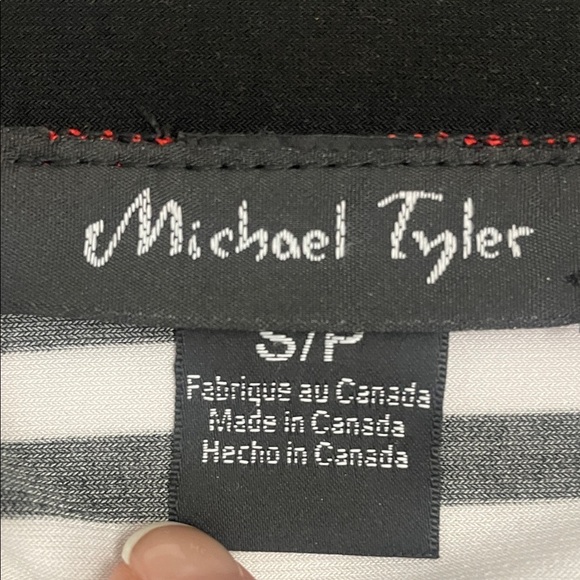 Michael Tyler
S/P
Fabrique au Canada
Made in Canada
Hecho in Canada